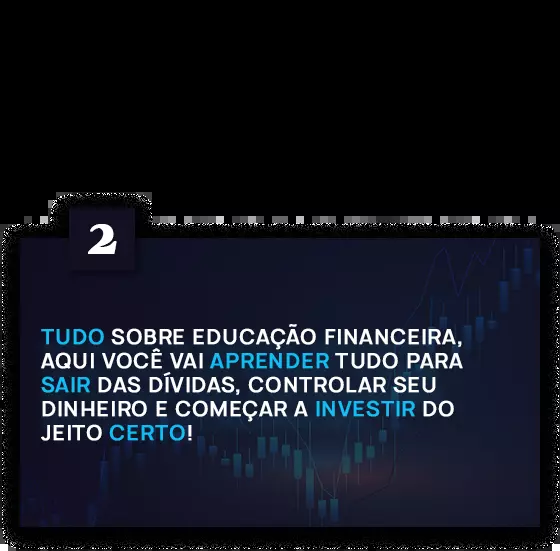 2
TUDO SOBRE EDUCAÇÃO FINANCEIRA,
AQUI VOCÊ VAI APRENDER TUDO PARA
SAIR DAS DÍVIDAS, CONTROLAR SEU
DINHEIRO E COMEÇAR A INVESTIR DO
JEITO CERTO!